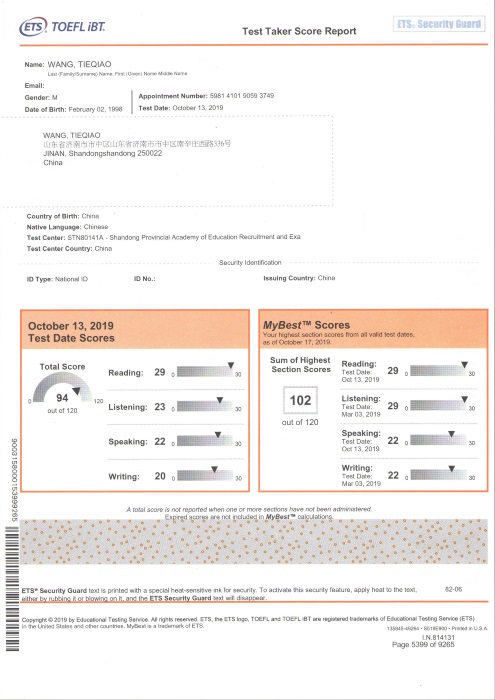 ETS TOEFL iBT.
Test Taker Score Report
ETS. Security Guard
Name: WANG, TIEQIAO
Last (Family/Surname) Name, First (Given) Name Middle Name
Email:
Gender: M
Appointment Number: 5981 4101 9059 3749
Date of Birth: February 02, 1998
Test Date: October 13, 2019
WANG, TIEQIAO
山东省济南市市中区山东省济南市市中区南辛庄西路336号
JINAN, Shandongshandong 250022
China
Country of Birth: China
Native Language: Chinese
Test Center: STN80141A - Shandong Provincial Academy of Education Recruitment and Exa
Test Center Country: China
Security Identification
ID Type: National ID
ID No.:
Issuing Country: China
October 13, 2019
Test Date Scores
Total Score
0 94 120
out of 120
Reading: 29 0 30
Listening: 23 0 30
Speaking: 22 0 30
Writing: 20 0 30
MyBest™ Scores
Your highest section scores from all valid test dates,
as of October 17, 2019.
Sum of Highest
Section Scores
102
out of 120
Reading:
Test Date:
Oct 13, 2019
29 0 30
Listening:
Test Date:
Mar 03, 2019
29 0 30
Speaking:
Test Date:
Oct 13, 2019
22 0 30
Writing:
Test Date:
Mar 03, 2019
22 0 30
A total score is not reported when one or more sections have not been administered.
Expired scores are not included in MyBest™ calculations.
ETS® Security Guard text is printed with a special heat-sensitive ink for security. To activate this security feature, apply heat to the text,
either by rubbing it or blowing on it, and the ETS Security Guard text will disappear.
82-06
Copyright © 2019 by Educational Testing Service. All rights reserved. ETS, the ETS logo, TOEFL and TOEFL iBT are registered trademarks of Educational Testing Service (ETS)
in the United States and other countries. MyBest is a trademark of ETS.
Printed in U.S.A.
I.N.814131
Page 5399 of 9265